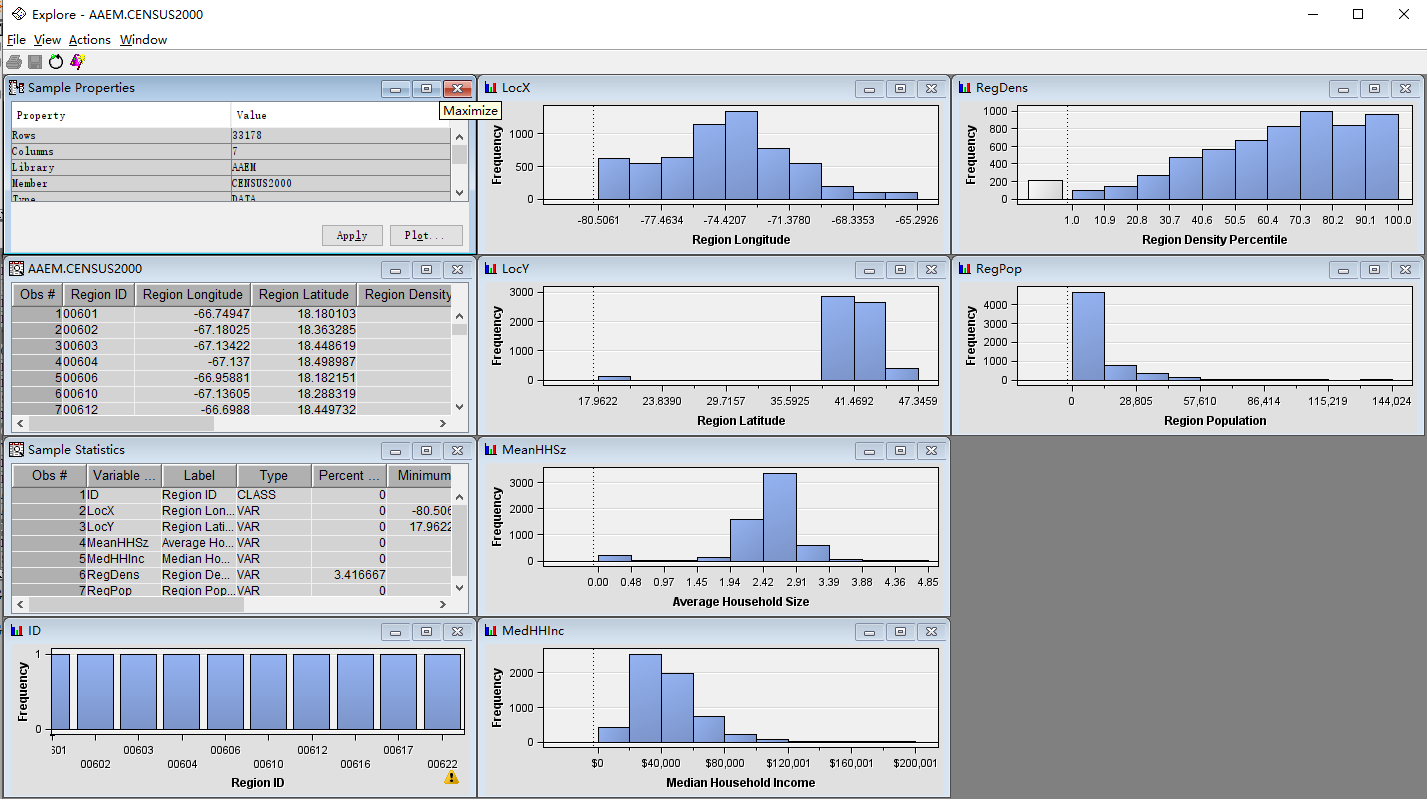 Explore - AAEM.CENSUS2000
File View Actions Window
Sample Properties
Maximize
Property Value
Rows 33178
Columns 7
Library AAEM
Member CENSUS2000
Type DATA
Apply Plot...
LocX
Frequency
1000
500
0
-80.5061 -77.4634 -74.4207 -71.3780 -68.3353 -65.2926
Region Longitude
RegDens
Frequency
1000
800
600
400
200
0
1.0 10.9 20.8 30.7 40.6 50.5 60.4 70.3 80.2 90.1 100.0
Region Density Percentile
AAEM.CENSUS2000
Obs # Region ID Region Longitude Region Latitude Region Density
1 00601 -66.74947 18.180103
2 00602 -67.18025 18.363285
3 00603 -67.13422 18.448619
4 00604 -67.137 18.498987
5 00606 -66.95881 18.182151
6 00610 -67.13605 18.288319
7 00612 -66.6988 18.449732
LocY
Frequency
3000
2000
1000
0
17.9622 23.8390 29.7157 35.5925 41.4692 47.3459
Region Latitude
RegPop
Frequency
4000
3000
2000
1000
0
0 28,805 57,610 86,414 115,219 144,024
Region Population
Sample Statistics
Obs # Variable ... Label Type Percent ... Minimum
1 ID Region ID CLASS 0
2 LocX Region Lon... VAR 0 -80.506
3 LocY Region Lati... VAR 0 17.9622
4 MeanHHSz Average Ho... VAR 0
5 MedHHInc Median Ho... VAR 0
6 RegDens Region De... VAR 3.416667
7 RegPop Region Pop... VAR 0
MeanHHSz
Frequency
3000
2000
1000
0
0.00 0.48 0.97 1.45 1.94 2.42 2.91 3.39 3.88 4.36 4.85
Average Household Size
ID
Frequency
1
0
601 00603 00606 00612 00617
00602 00604 00610 00616 00622
Region ID
MedHHInc
Frequency
2000
1000
0
$0 $40,000 $80,000 $120,001 $160,001 $200,001
Median Household Income